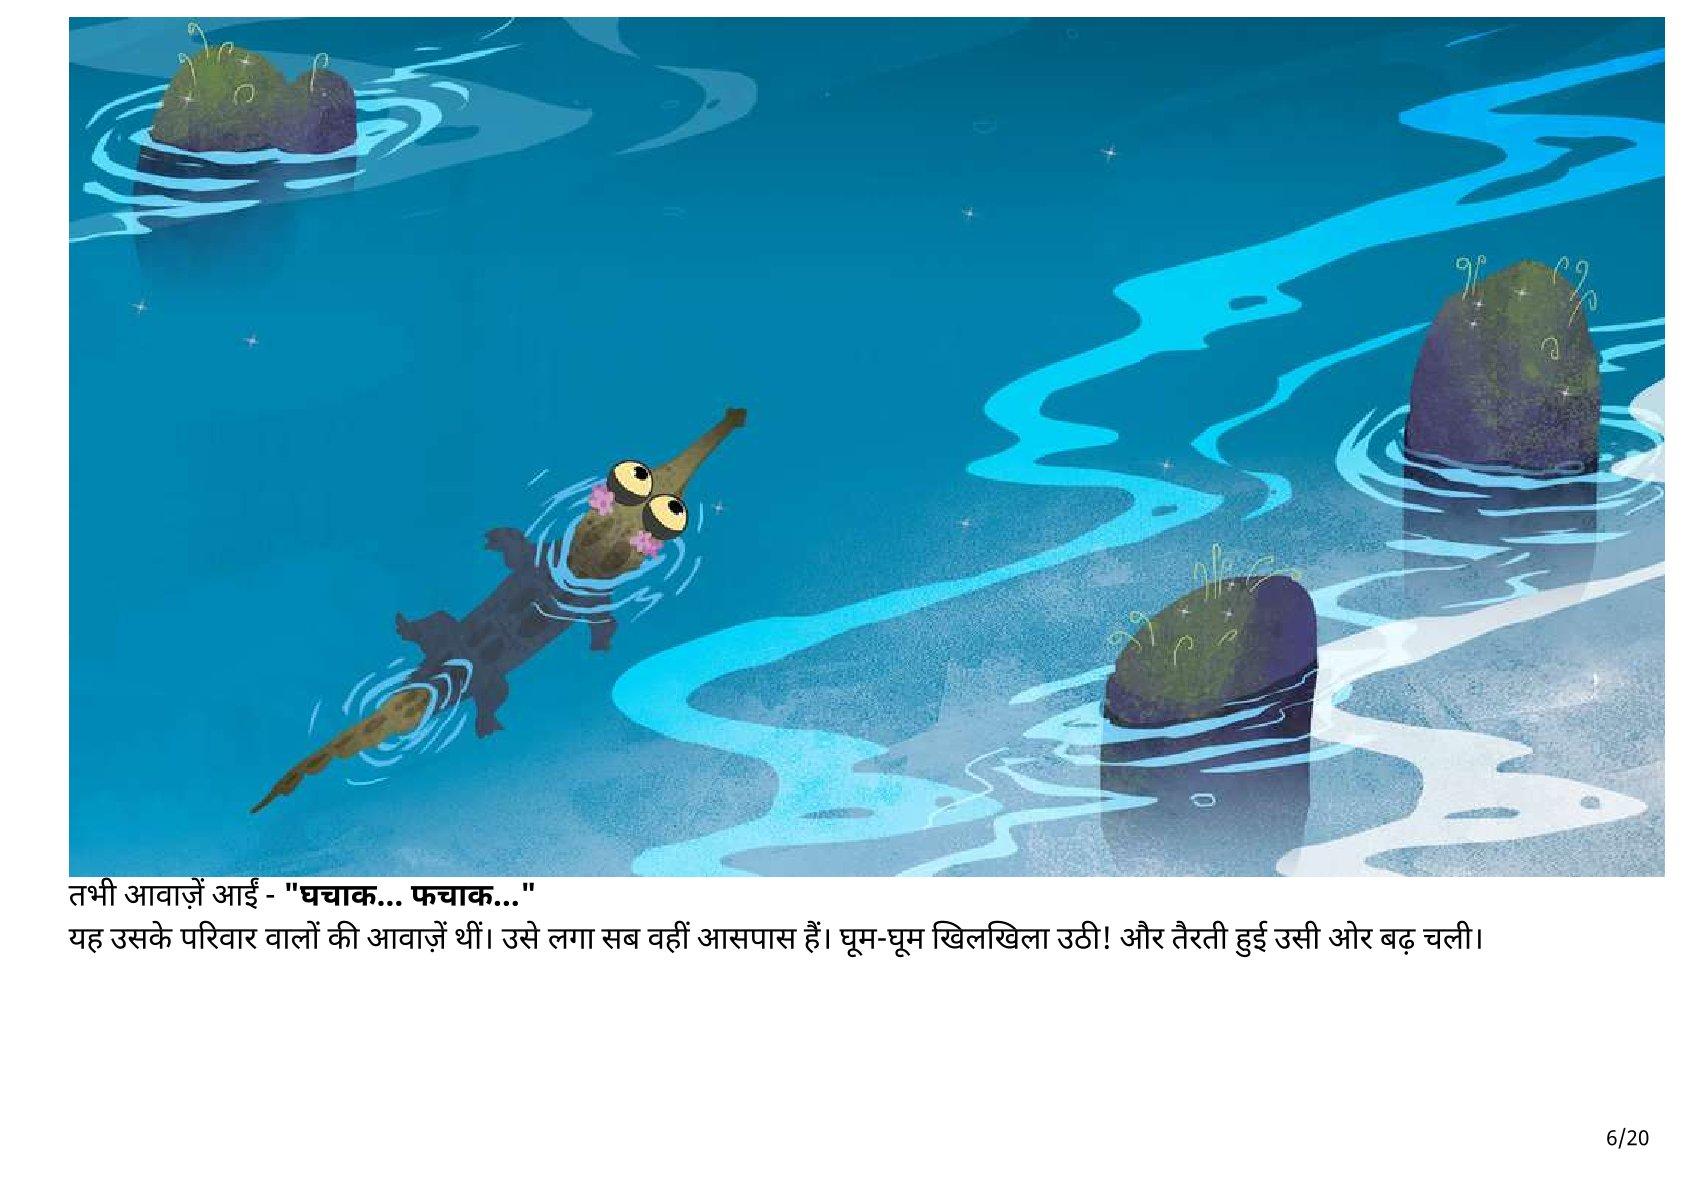 तभी आवाज़ें आईं - "घचाक... फचाक..."
यह उसके परिवार वालों की आवाज़ें थीं। उसे लगा सब वहीं आसपास हैं। घूम-घूम खिलखिला उठी! और तैरती हुई उसी ओर बढ़ चली।
6/20